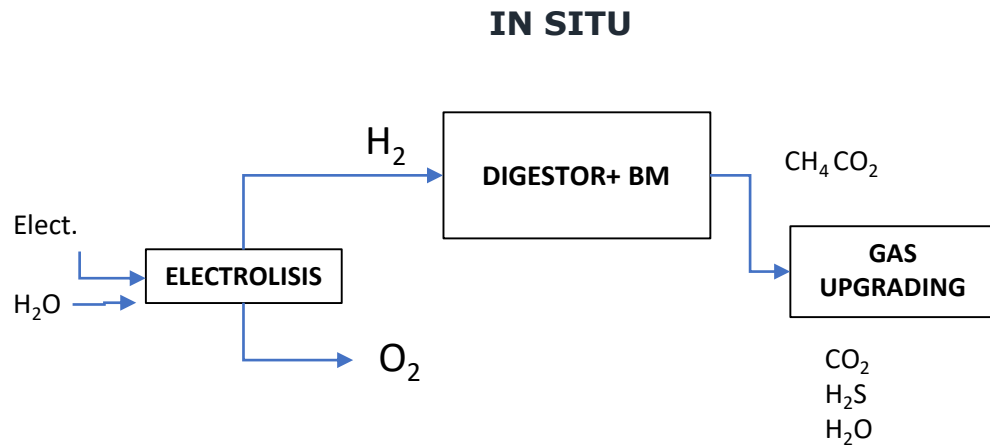 IN SITU
H₂
DIGESTOR+ BM
CH₄ CO₂
Elect.
ELECTROLISIS
H₂O
GAS
UPGRADING
O₂
CO₂
H₂S
H₂O